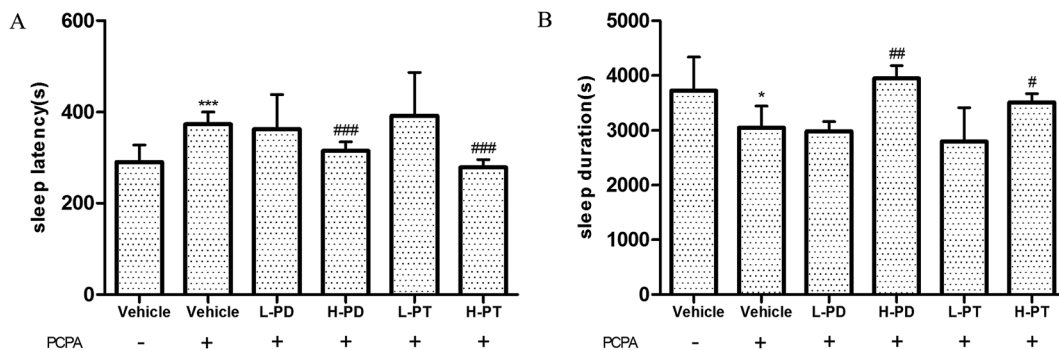 A
B
sleep latency(s)
600
400
200
0
***
###
###
Vehicle Vehicle L-PD H-PD L-PT H-PT
PCPA - + + + + +
sleep duration(s)
5000
4000
3000
2000
1000
0
*
##
#
Vehicle Vehicle L-PD H-PD L-PT H-PT
PCPA - + + + + +